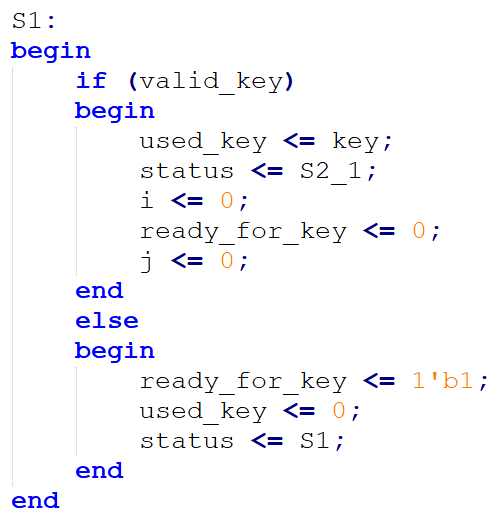 S1:
begin
if (valid_key)
begin
used_key <= key;
status <= S2_1;
i <= 0;
ready_for_key <= 0;
j <= 0;
end
else
begin
ready_for_key <= 1'b1;
used_key <= 0;
status <= S1;
end
end